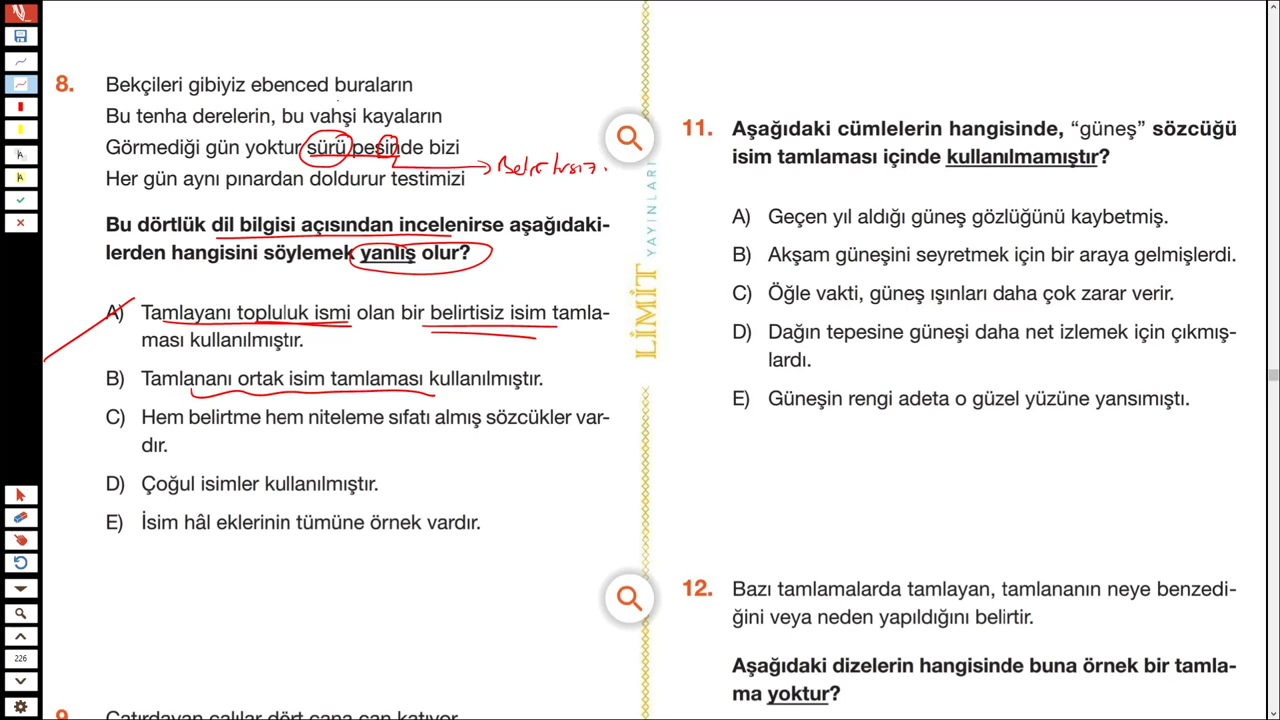 8.
Bekçileri gibiyiz ebenced buraların
Bu tenha derelerin, bu vahşi kayaların
Görmediği gün yoktur sürü peşinde bizi
Belirtisiz.
Her gün aynı pınardan doldurur testimizi
Bu dörtlük dil bilgisi açısından incelenirse aşağıdaki-
lerden hangisini söylemek yanlış olur?
A) Tamlayanı topluluk ismi olan bir belirtisiz isim tamla-
ması kullanılmıştır.
B) Tamlananı ortak isim tamlaması kullanılmıştır.
C) Hem belirtme hem niteleme sıfatı almış sözcükler var-
dır.
D) Çoğul isimler kullanılmıştır.
E) İsim hâl eklerinin tümüne örnek vardır.
9.
Çatırdayan çalılar dört çana can katıyor
LİMİT YAYINLARI
11. Aşağıdaki cümlelerin hangisinde, “güneş” sözcüğü
isim tamlaması içinde kullanılmamıştır?
A) Geçen yıl aldığı güneş gözlüğünü kaybetmiş.
B) Akşam güneşini seyretmek için bir araya gelmişlerdi.
C) Öğle vakti, güneş ışınları daha çok zarar verir.
D) Dağın tepesine güneşi daha net izlemek için çıkmış-
lardı.
E) Güneşin rengi adeta o güzel yüzüne yansımıştı.
12. Bazı tamlamalarda tamlayan, tamlananın neye benzedi-
ğini veya neden yapıldığını belirtir.
Aşağıdaki dizelerin hangisinde buna örnek bir tamla-
ma yoktur?
226